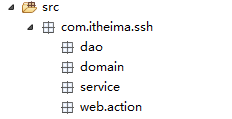 src
com.itheima.ssh
dao
domain
service
web.action